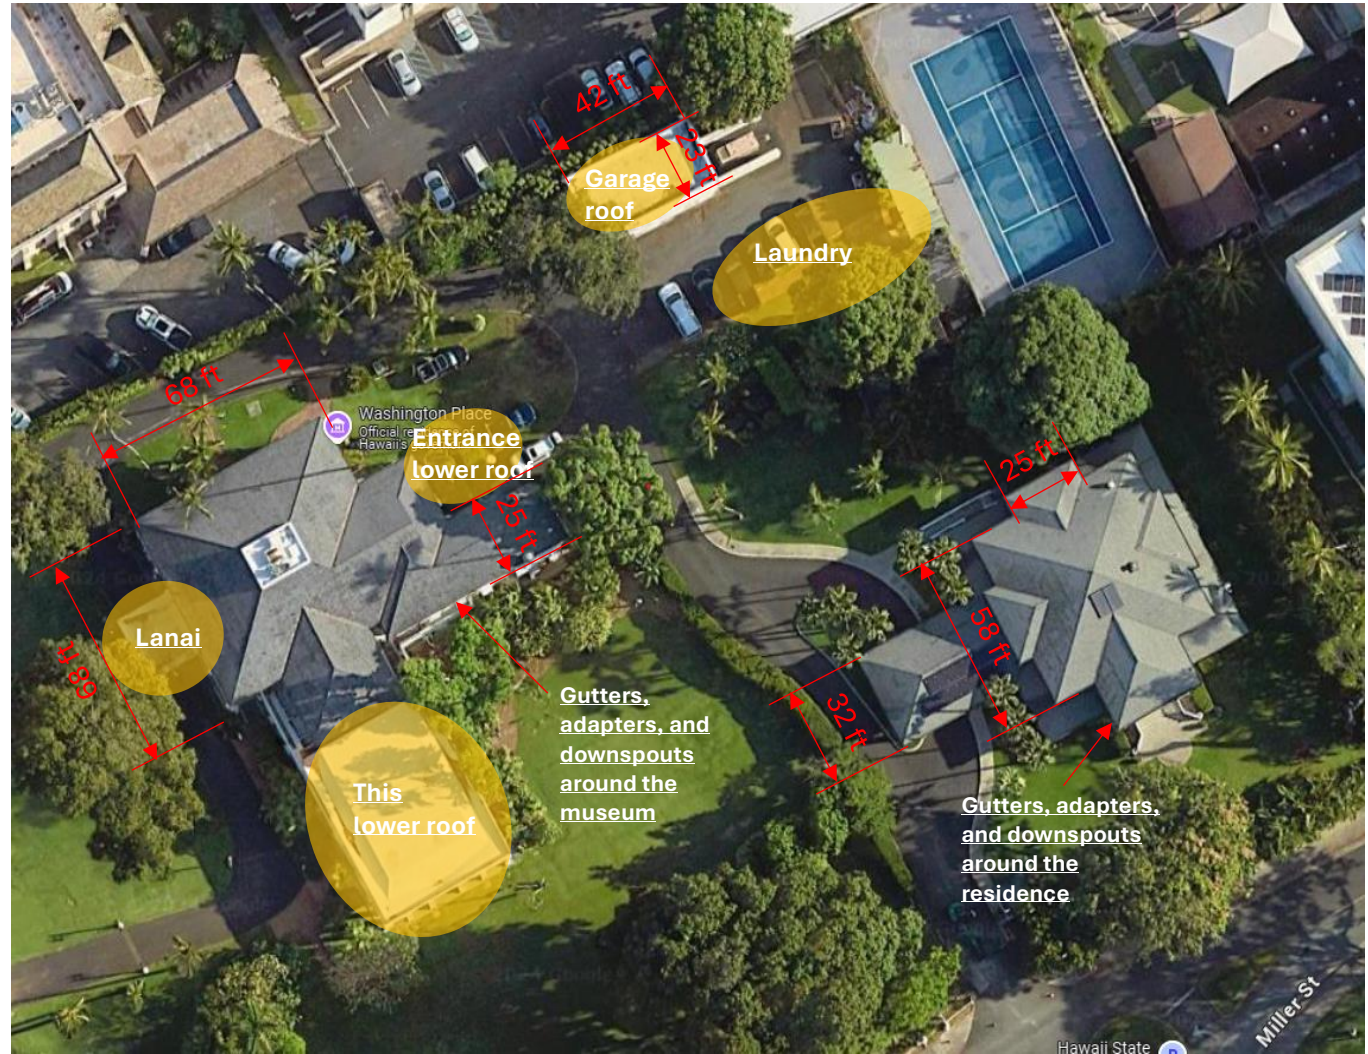 42 ft
23 ft
Garage
roof
Laundry
68 ft
Washington Place
Official residence of
Hawaii's
Entrance
lower roof
25 ft
25 ft
Lanai
68 ft
58 ft
32 ft
Gutters,
adapters, and
downspouts
around the
museum
This
lower roof
Gutters, adapters,
and downspouts
around the
residence
Miller St
Hawaii State